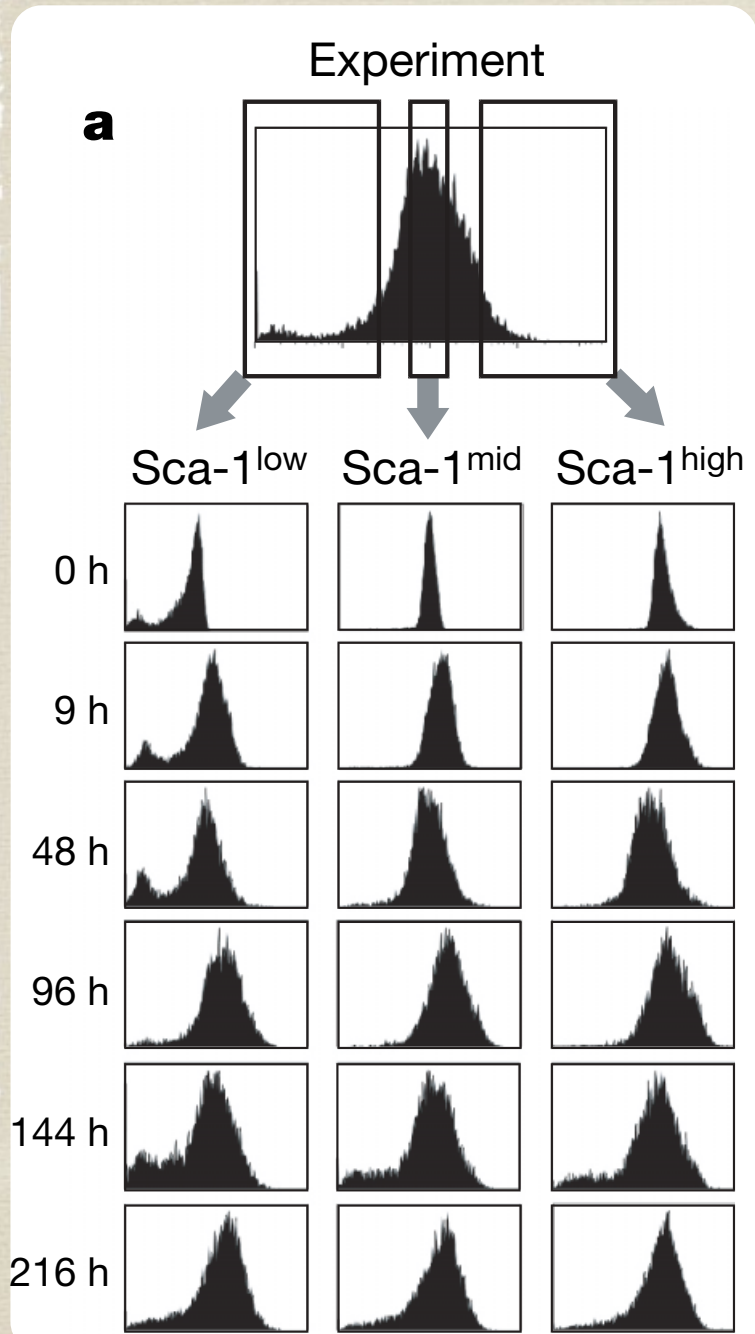 Experiment
a
Sca-1low Sca-1mid Sca-1high
0 h
9 h
48 h
96 h
144 h
216 h